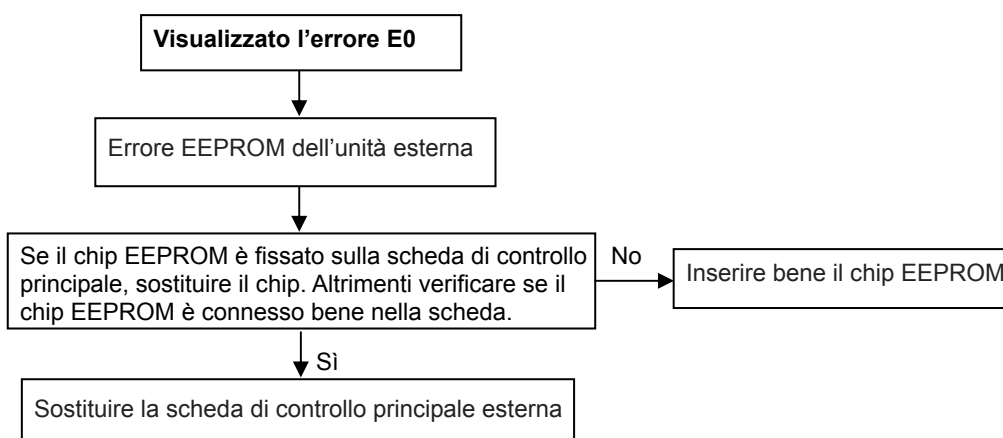 Visualizzato l’errore E0
Errore EEPROM dell’unità esterna
Se il chip EEPROM è fissato sulla scheda di controllo
principale, sostituire il chip. Altrimenti verificare se il
chip EEPROM è connesso bene nella scheda.
No
Inserire bene il chip EEPROM
Sì
Sostituire la scheda di controllo principale esterna